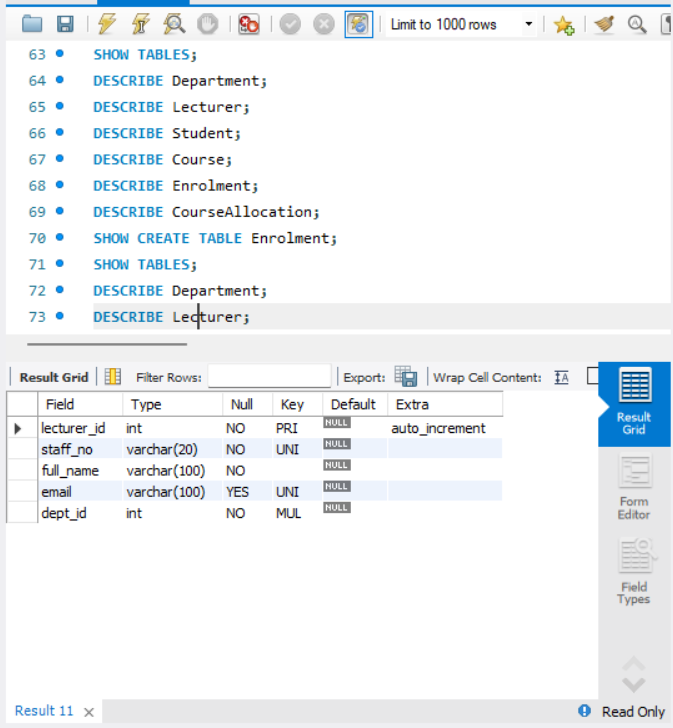 Limit to 1000 rows
63 SHOW TABLES;
64 DESCRIBE Department;
65 DESCRIBE Lecturer;
66 DESCRIBE Student;
67 DESCRIBE Course;
68 DESCRIBE Enrolment;
69 DESCRIBE CourseAllocation;
70 SHOW CREATE TABLE Enrolment;
71 SHOW TABLES;
72 DESCRIBE Department;
73 DESCRIBE Lecturer;
Result Grid Filter Rows: Export: Wrap Cell Content: IA
Field Type Null Key Default Extra
lecturer_id int NO PRI NULL auto_increment
staff_no varchar(20) NO UNI NULL
full_name varchar(100) NO NULL
email varchar(100) YES UNI NULL
dept_id int NO MUL NULL
Result
Grid
Form
Editor
Field
Types
Result 11 Read Only